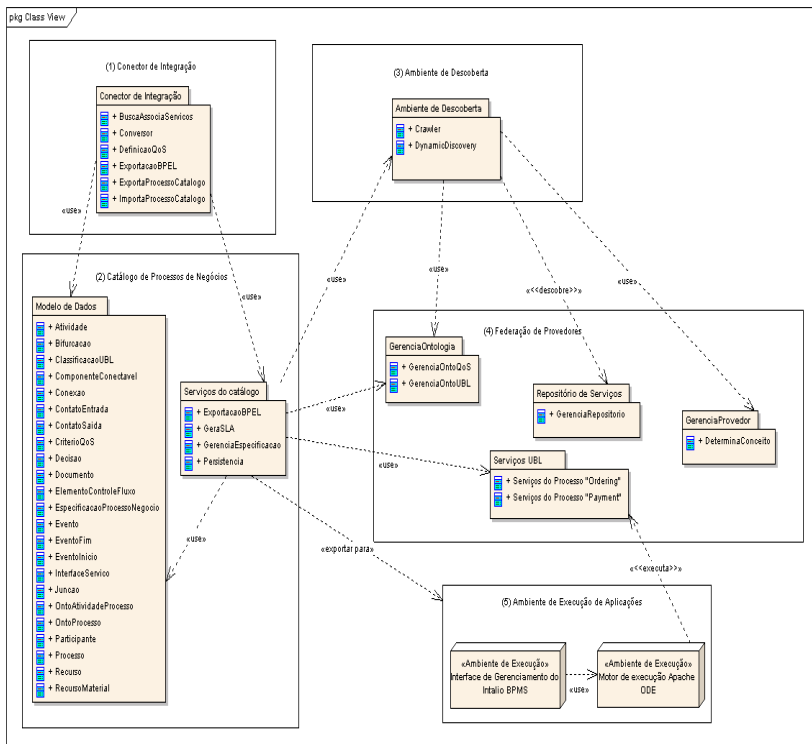 pkg Class View
(1) Conector de Integração
Conector de Integração
+ BuscaAssociaServicos
+ Conversor
+ DefinicaoQoS
+ ExportacaoBPEL
+ ExportaProcessoCatalogo
+ ImportaProcessoCatalogo
(3) Ambiente de Descoberta
Ambiente de Descoberta
+ Crawler
+ DynamicDiscovery
«use»
«use»
«use»
«use»
«<<descobre>>»
«use»
(2) Catálogo de Processos de Negócios
Modelo de Dados
+ Atividade
+ Bifurcacao
+ ClassificacaoUBL
+ ComponenteConectavel
+ Conexao
+ ContatoEntrada
+ ContatoSaida
+ CriterioQoS
+ Decisao
+ Documento
+ ElementoControleFluxo
+ EspecificacaoProcessoNegocio
+ Evento
+ EventoFim
+ EventoInicio
+ InterfaceServico
+ Juncao
+ OntoAtividadeProcesso
+ OntoProcesso
+ Participante
+ Processo
+ Recurso
+ RecursoMaterial
Serviços do catálogo
+ ExportacaoBPEL
+ GeraSLA
+ GerenciaEspecificacao
+ Persistencia
«use»
«use»
«use»
«exportar para»
(4) Federação de Provedores
GerenciaOntologia
+ GerenciaOntoQoS
+ GerenciaOntoUBL
Repositório de Serviços
+ GerenciaRepositorio
GerenciaProvedor
+ DeterminaConceito
Serviços UBL
+ Serviços do Processo "Ordering"
+ Serviços do Processo "Payment"
«<<executa>>»
(5) Ambiente de Execução de Aplicações
«Ambiente de Execução»
Interface de Gerenciamento do
Intalio BPMS
«use»
«Ambiente de Execução»
Motor de execução Apache
ODE